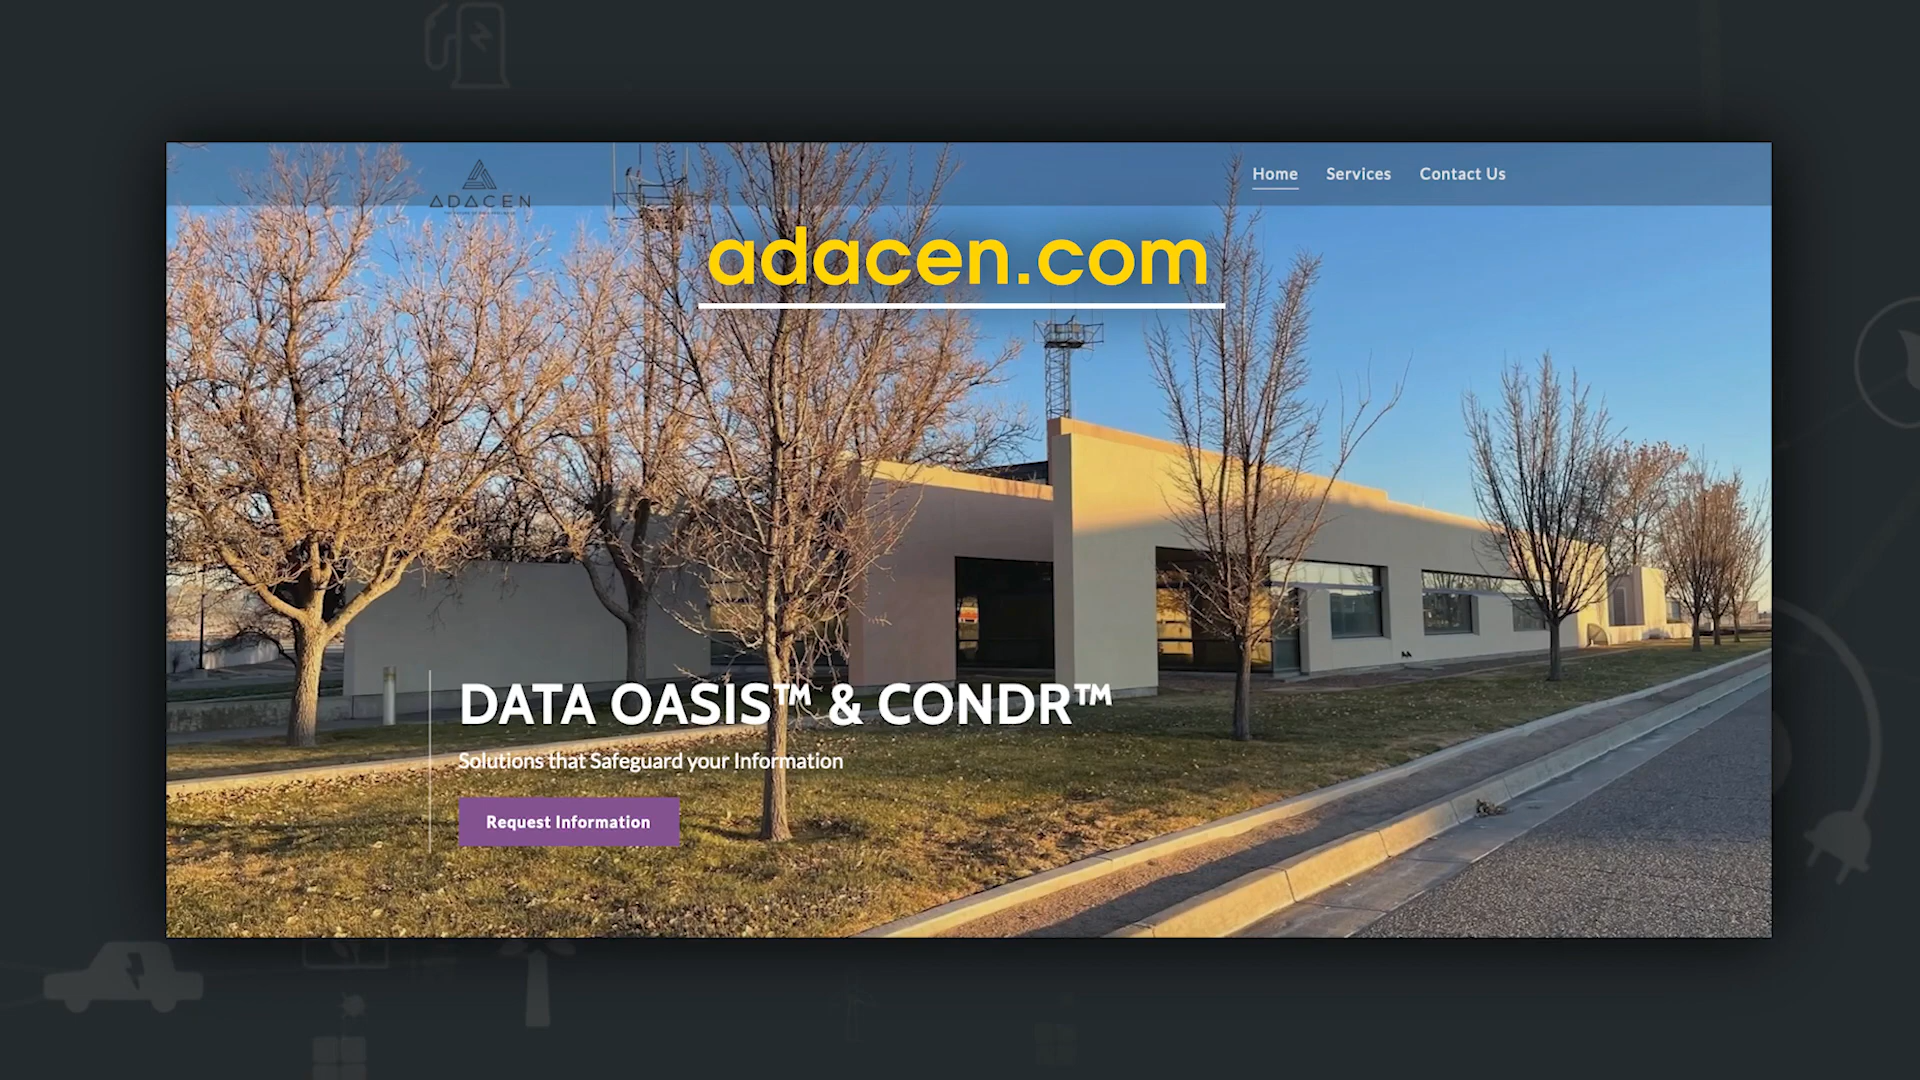 ADACEN
Home Services Contact Us
adacen.com
DATA OASIS™ & CONDR™
Solutions that Safeguard your Information
Request Information